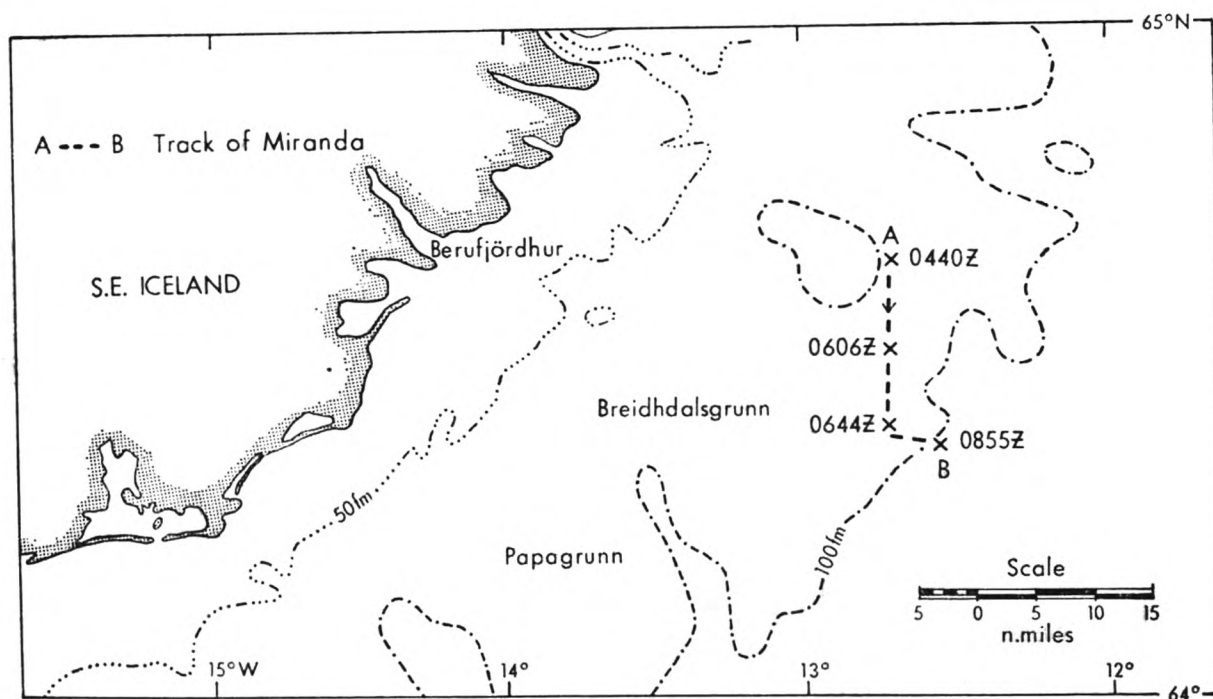 65°N
A --- B Track of Miranda
Berufjördhur
A
0440Z
S.E. ICELAND
0606Z
Breidhdalsgrunn
0644Z
0855Z
B
50fm
100fm
Papagrunn
Scale
5 0 5 10 15
n.miles
15°W 14° 13° 12°
64°